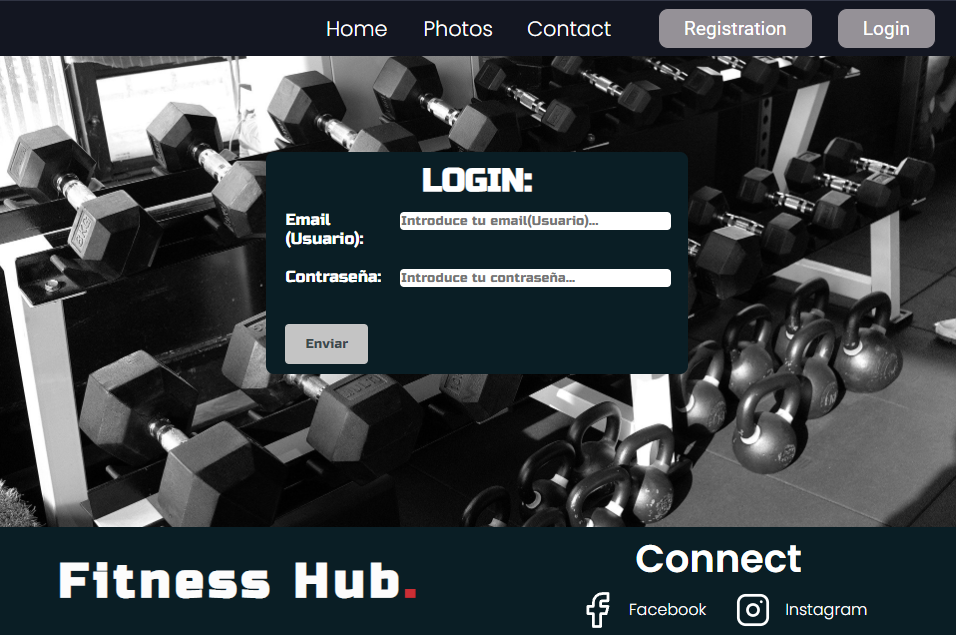 Home Photos Contact Registration Login
LOGIN:
Email
(Usuario):
Introduce tu email(Usuario)...
Contraseña:
Introduce tu contraseña...
Enviar
Fitness Hub.
Connect
Facebook Instagram